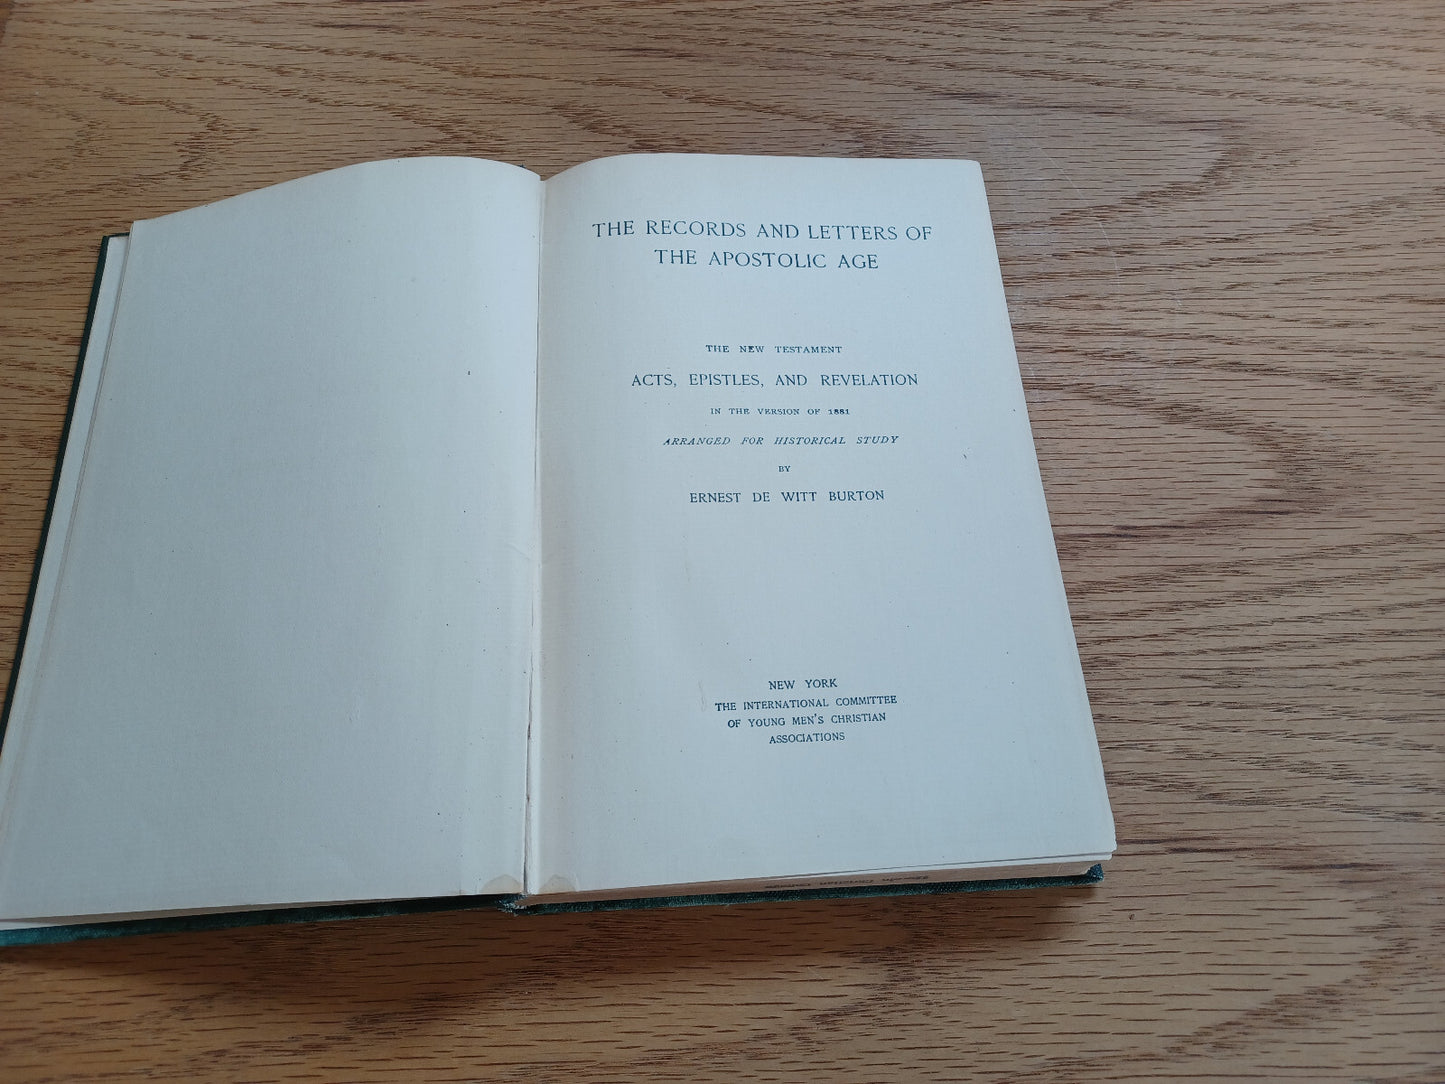 THE RECORDS AND LETTERS OF
THE APOSTOLIC AGE
THE NEW TESTAMENT
ACTS, EPISTLES, AND REVELATION
IN THE VERSION OF 1881
ARRANGED FOR HISTORICAL STUDY
BY
ERNEST DE WITT BURTON
NEW YORK
THE INTERNATIONAL COMMITTEE
OF YOUNG MEN'S CHRISTIAN
ASSOCIATIONS
Christian